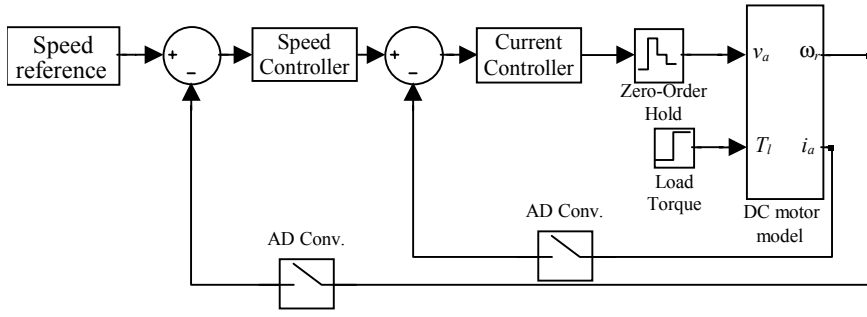 Speed
reference
+
−
Speed
Controller
+
−
Current
Controller
Zero-Order
Hold
Load
Torque
v_a
ω_r
T_l
i_a
DC motor
model
AD Conv.
AD Conv.